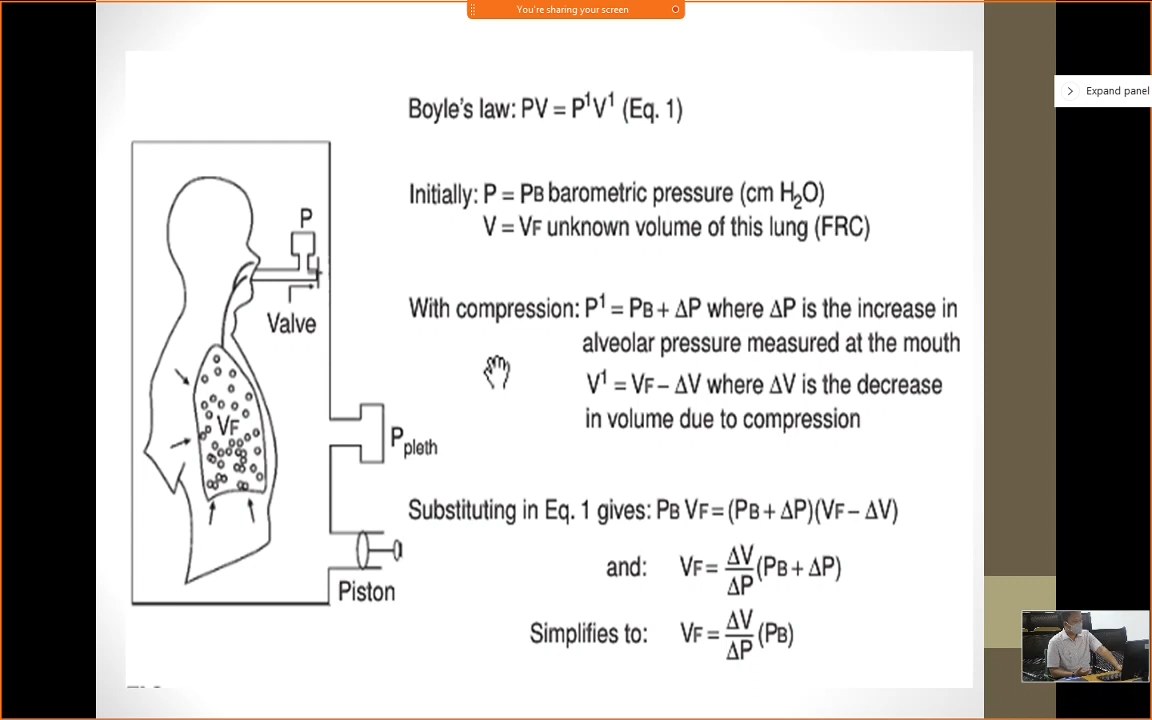 You're sharing your screen
Expand panel
Boyle's law: PV = P¹V¹ (Eq. 1)
Initially: P = PB barometric pressure (cm H₂O)
V = VF unknown volume of this lung (FRC)
With compression: P¹ = PB + ΔP where ΔP is the increase in
alveolar pressure measured at the mouth
V¹ = VF – ΔV where ΔV is the decrease
in volume due to compression
Substituting in Eq. 1 gives: PB VF = (PB + ΔP)(VF – ΔV)
and: VF = ΔV/ΔP (PB + ΔP)
Simplifies to: VF = ΔV/ΔP (PB)
P
Valve
VF
Ppleth
Piston